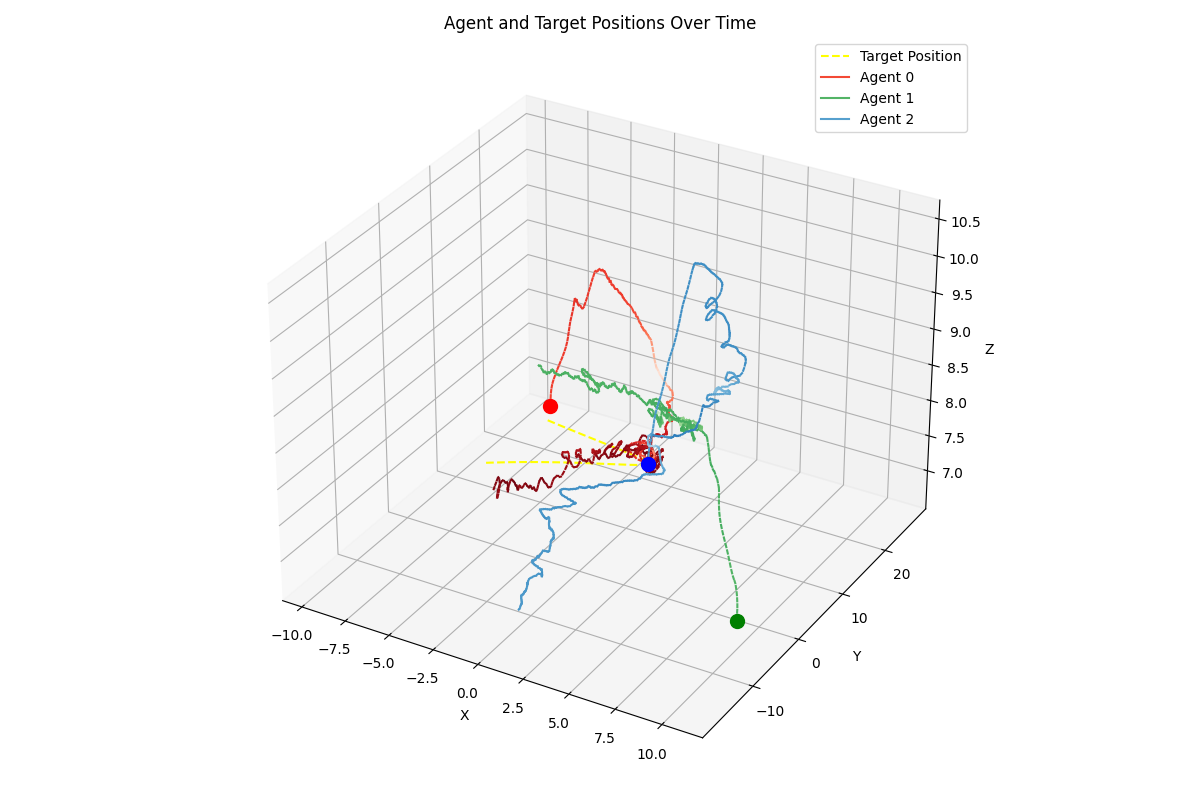 Agent and Target Positions Over Time
Target Position
Agent 0
Agent 1
Agent 2
10.5
10.0
9.5
9.0
8.5
8.0
7.5
7.0
Z
20
10
0
−10
Y
−10.0
−7.5
−5.0
−2.5
0.0
2.5
5.0
7.5
10.0
X